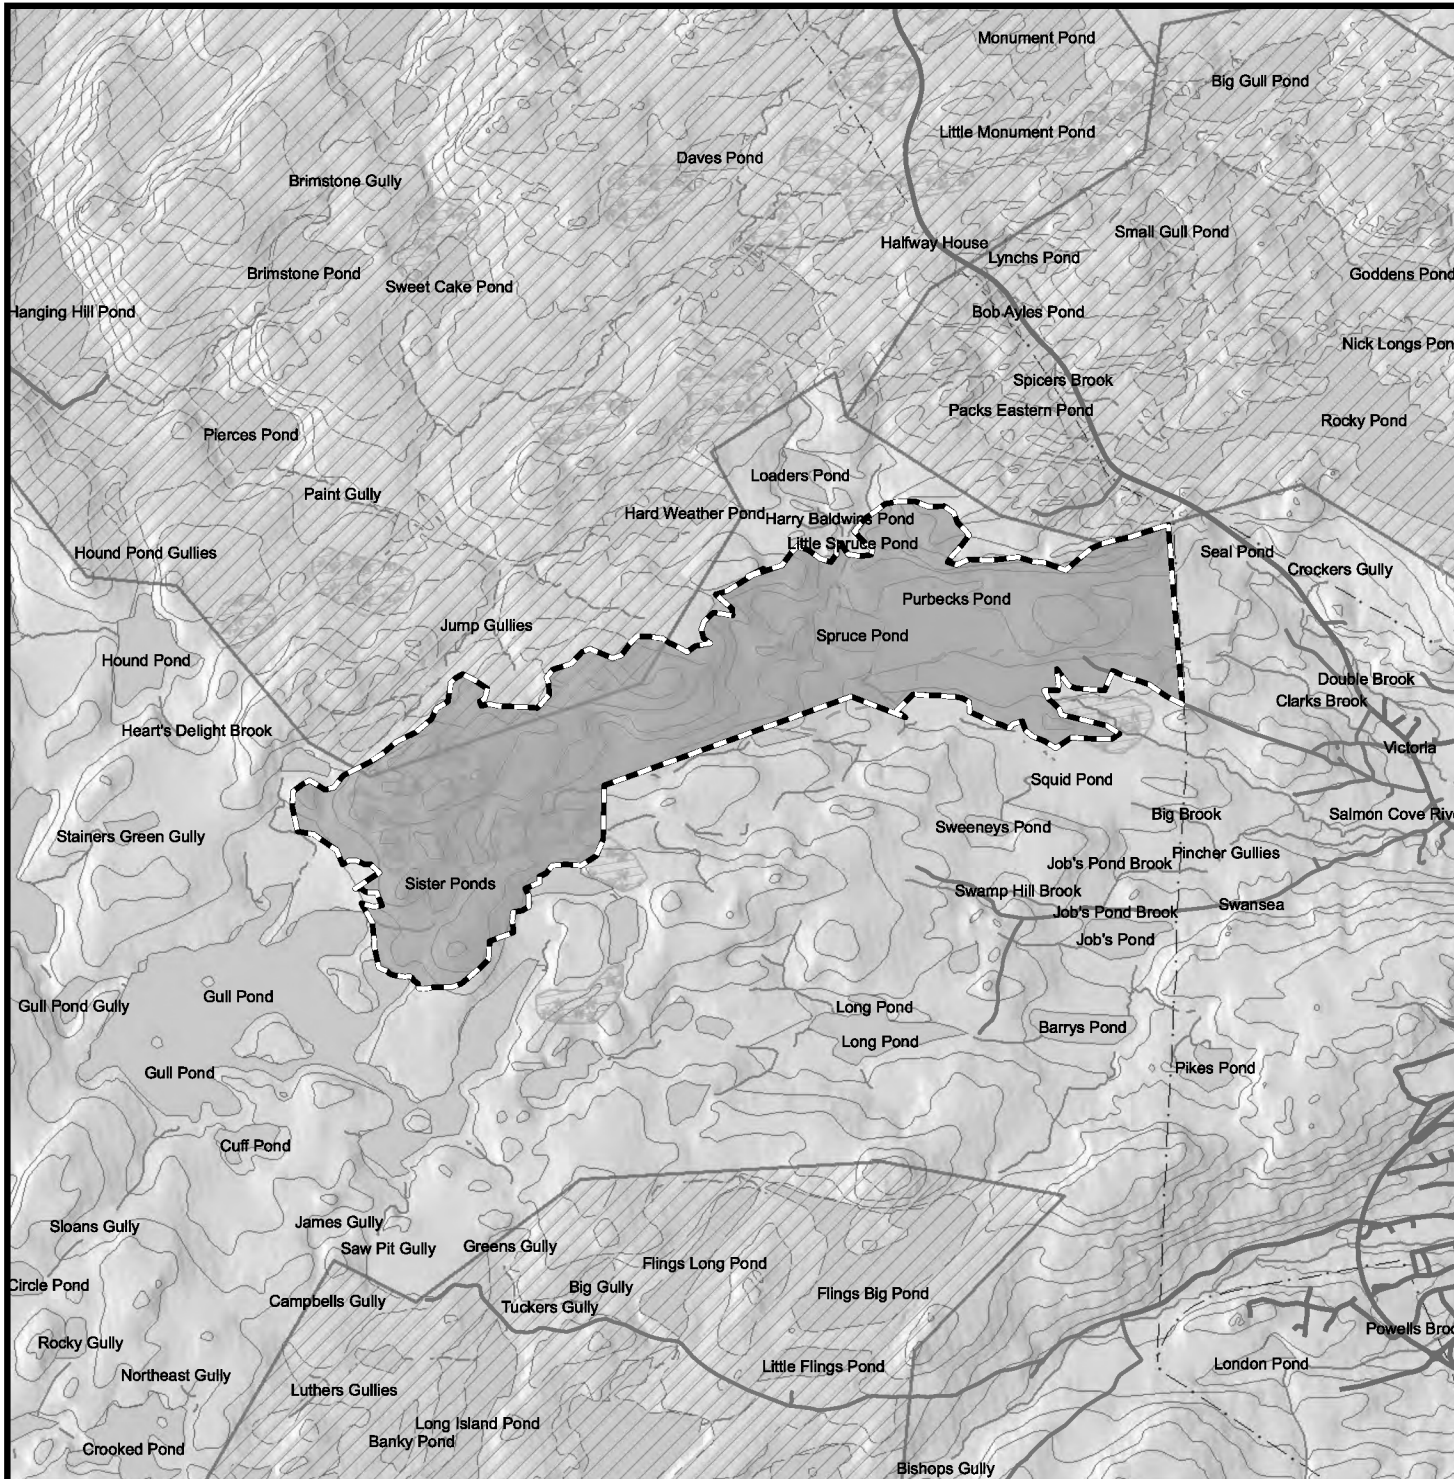 Monument Pond
Big Gull Pond
Little Monument Pond
Daves Pond
Brimstone Gully
Small Gull Pond
Halfway House
Lynchs Pond
Brimstone Pond
Goddens Pond
Sweet Cake Pond
Hanging Hill Pond
Bob Ayles Pond
Nick Longs Pon
Spicers Brook
Packs Eastern Pond
Rocky Pond
Pierces Pond
Loaders Pond
Paint Gully
Hard Weather Pond
Harry Baldwins Pond
Little Spruce Pond
Hound Pond Gullies
Seal Pond
Crockers Gully
Purbecks Pond
Jump Gullies
Spruce Pond
Hound Pond
Double Brook
Clarks Brook
Heart's Delight Brook
Victoria
Squid Pond
Big Brook
Salmon Cove Rive
Sweeneys Pond
Stainers Green Gully
Pincher Gullies
Job's Pond Brook
Sister Ponds
Swamp Hill Brook
Swansea
Job's Pond Brook
Job's Pond
Gull Pond
Gull Pond Gully
Long Pond
Barrys Pond
Long Pond
Pikes Pond
Gull Pond
Cuff Pond
James Gully
Sloans Gully
Saw Pit Gully
Greens Gully
Flings Long Pond
Circle Pond
Big Gully
Flings Big Pond
Campbells Gully
Tuckers Gully
Powells Broo
Rocky Gully
London Pond
Little Flings Pond
Northeast Gully
Luthers Gullies
Long Island Pond
Banky Pond
Crooked Pond
Bishops Gully